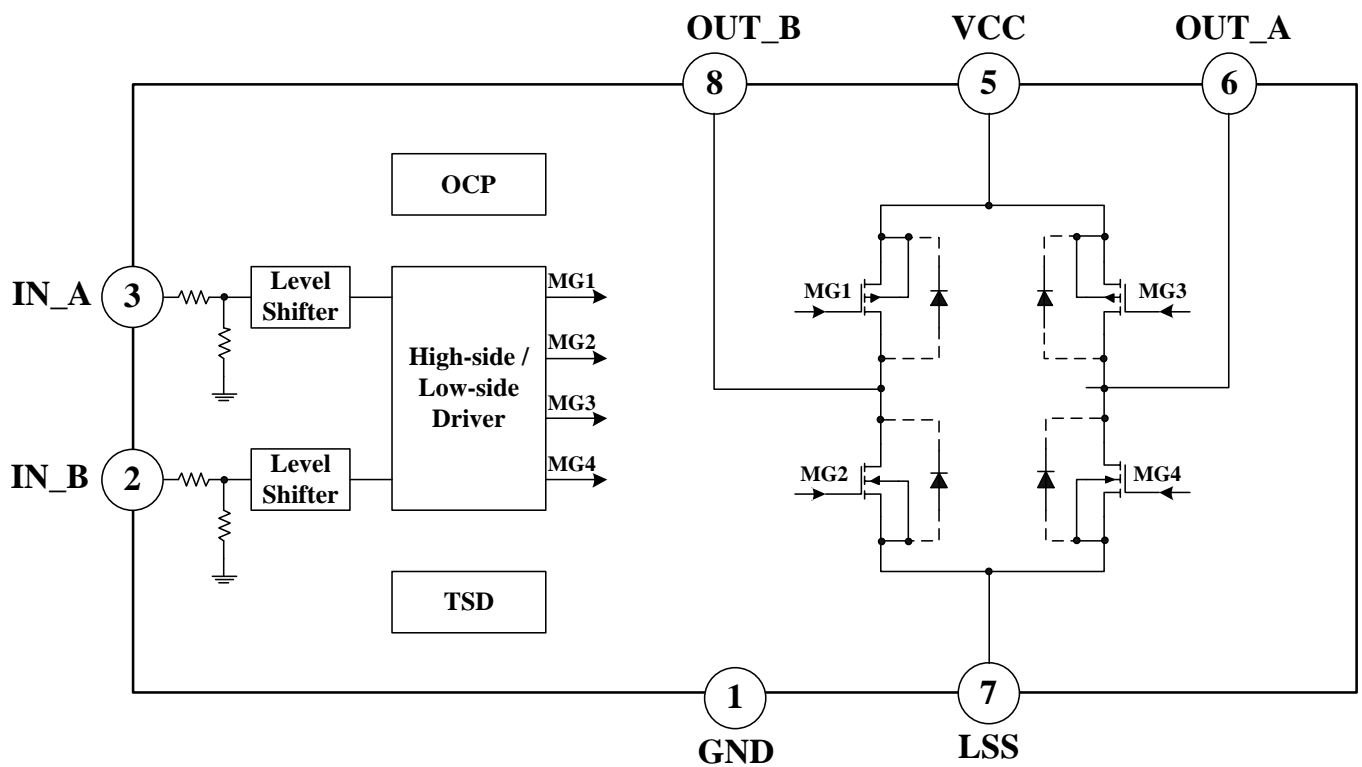 OUT_B
VCC
OUT_A
8
5
6
OCP
IN_A
3
Level
Shifter
MG1
MG2
MG3
MG4
High-side /
Low-side
Driver
IN_B
2
Level
Shifter
TSD
MG1
MG3
MG2
MG4
1
7
GND
LSS